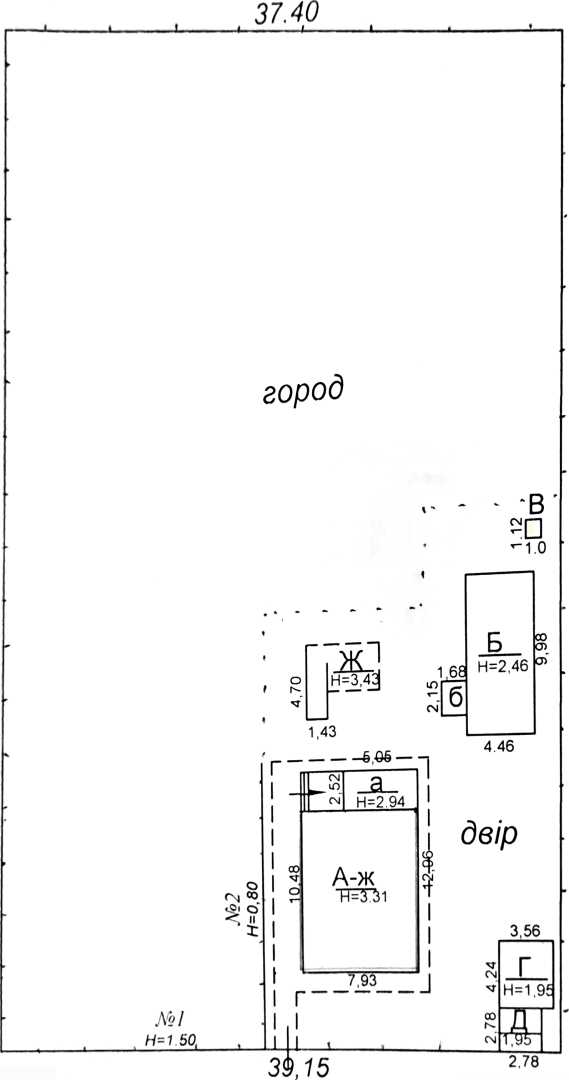 37.40
город
В
1.12
1.0
Б
Н=2,46
9,98
1,68
б
2,15
4.46
Ж
Н=3,43
4,70
1,43
5,05
2,52
а
Н=2.94
двір
А-ж
Н=3.31
10,48
12,96
7,93
№2
Н=0,80
3,56
Г
Н=1,95
4,24
2,78
1,95
2,78
№1
Н=1.50
39,15